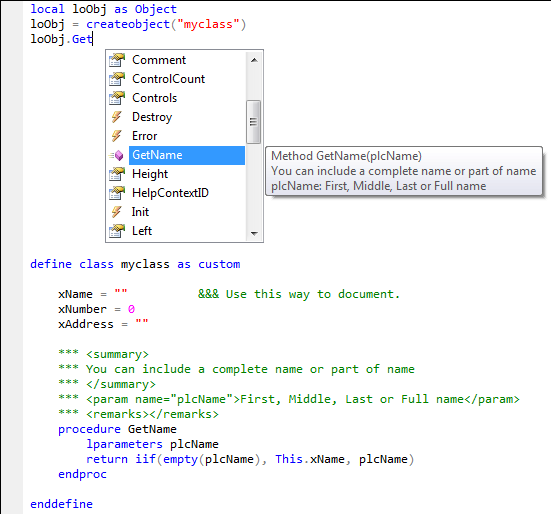 local loObj as Object
loObj = createobject("myclass")
loObj.Get
Comment
ControlCount
Controls
Destroy
Error
GetName
Height
HelpContextID
Init
Left
Method GetName(plcName)
You can include a complete name or part of name
plcName: First, Middle, Last or Full name
define class myclass as custom
xName = "" &&& Use this way to document.
xNumber = 0
xAddress = ""
*** <summary>
*** You can include a complete name or part of name
*** </summary>
*** <param name="plcName">First, Middle, Last or Full name</param>
*** <remarks></remarks>
procedure GetName
lparameters plcName
return iif(empty(plcName), This.xName, plcName)
endproc
enddefine